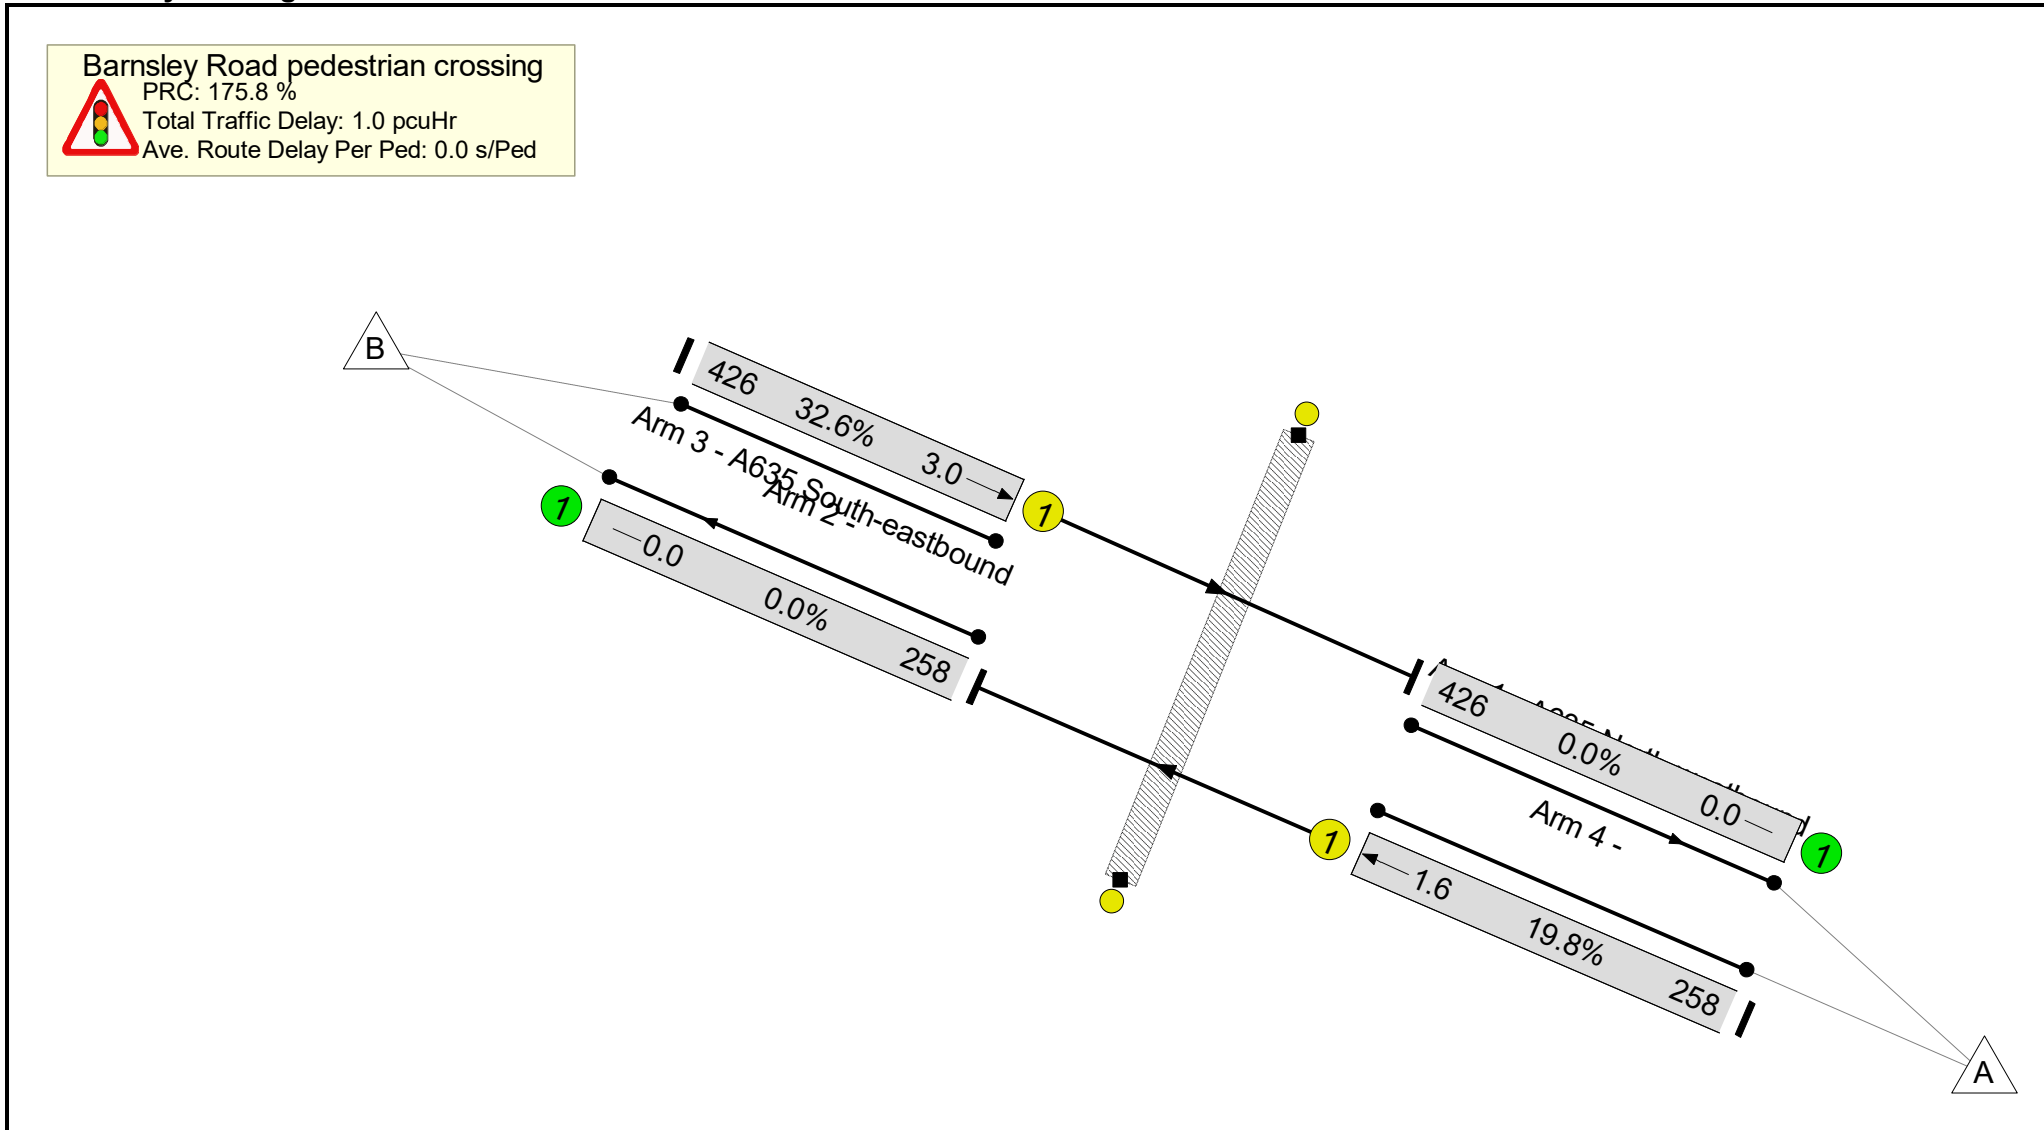 Barnsley Road pedestrian crossing
PRC: 175.8 %
Total Traffic Delay: 1.0 pcuHr
Ave. Route Delay Per Ped: 0.0 s/Ped
B
426 32.6% 3.0
1
Arm 3 - A635 South-eastbound
Arm 2 -
1
0.0 0.0% 258
426 0.0% 0.0
1
Arm 4 -
1
1.6 19.8% 258
A